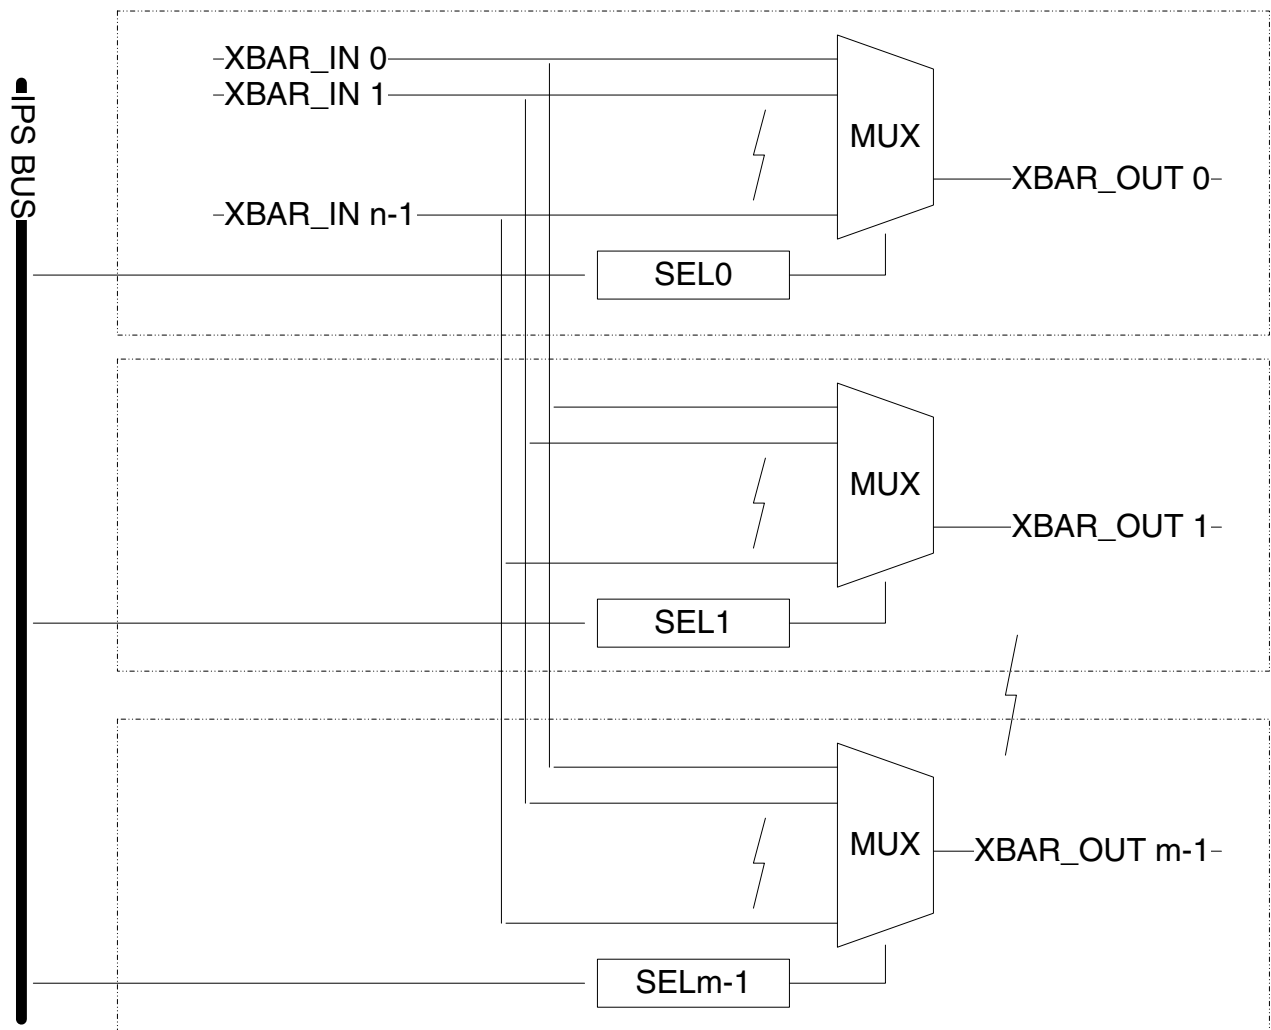 XBAR_IN 0
XBAR_IN 1
IPS BUS
MUX
XBAR_OUT 0
XBAR_IN n-1
SEL0
MUX
XBAR_OUT 1
SEL1
MUX
XBAR_OUT m-1
SELm-1